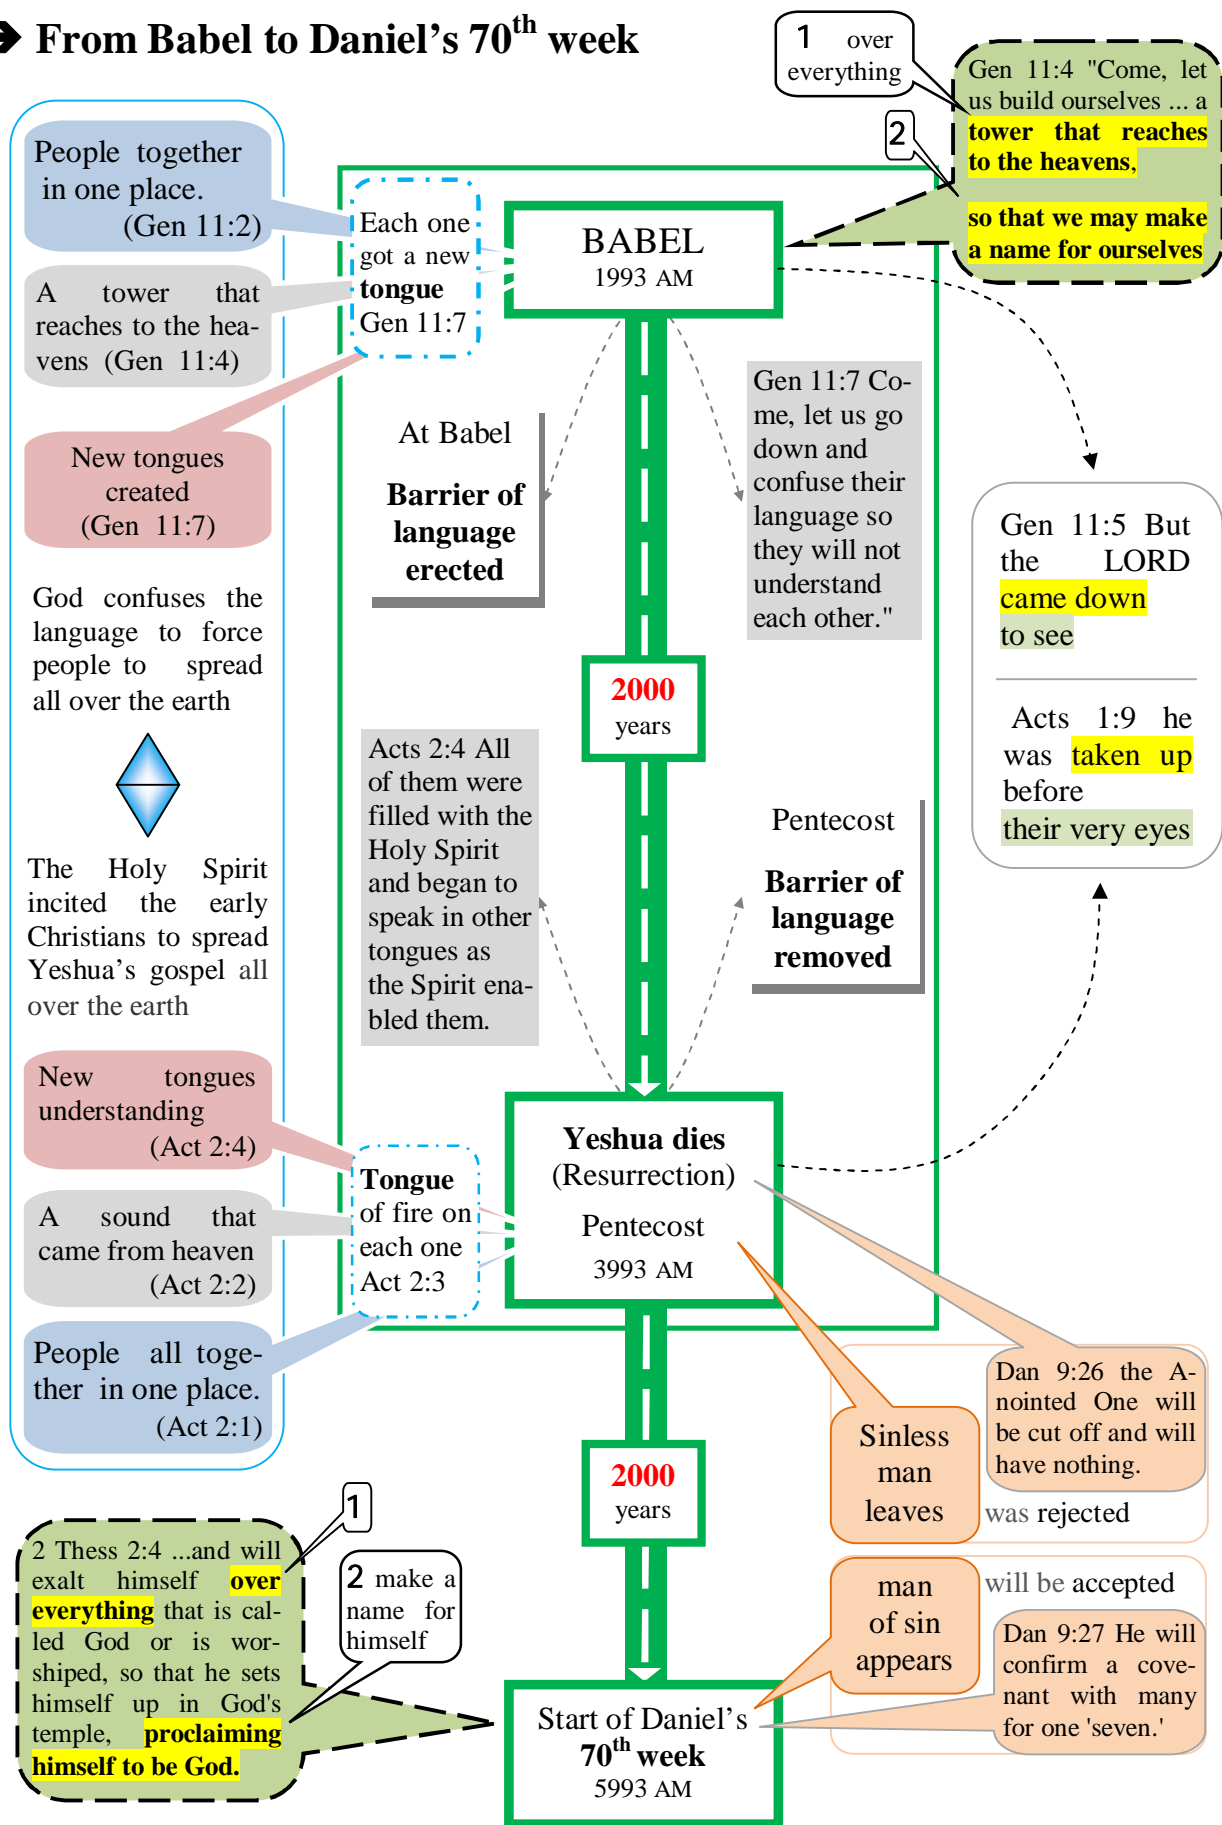 ➔ From Babel to Daniel's 70th week
1 over
everything
Gen 11:4 "Come, let
us build ourselves ... a
tower that reaches
to the heavens,
so that we may make
a name for ourselves
2
People together
in one place.
(Gen 11:2)
A tower that
reaches to the hea-
vens (Gen 11:4)
New tongues
created
(Gen 11:7)
God confuses the
language to force
people to spread
all over the earth
The Holy Spirit
incited the early
Christians to spread
Yeshua's gospel all
over the earth
New tongues
understanding
(Act 2:4)
A sound that
came from heaven
(Act 2:2)
People all toge-
ther in one place.
(Act 2:1)
Each one
got a new
tongue
Gen 11:7
BABEL
1993 AM
At Babel
Barrier of
language
erected
Gen 11:7 Co-
me, let us go
down and
confuse their
language so
they will not
understand
each other."
2000
years
Gen 11:5 But
the LORD
came down
to see
Acts 1:9 he
was taken up
before
their very eyes
Acts 2:4 All
of them were
filled with the
Holy Spirit
and began to
speak in other
tongues as
the Spirit ena-
bled them.
Pentecost
Barrier of
language
removed
Tongue
of fire on
each one
Act 2:3
Yeshua dies
(Resurrection)
Pentecost
3993 AM
Dan 9:26 the A-
nointed One will
be cut off and will
have nothing.
Sinless
man
leaves
was rejected
2000
years
1
2 Thess 2:4 ...and will
exalt himself over
everything that is cal-
led God or is wor-
shiped, so that he sets
himself up in God's
temple, proclaiming
himself to be God.
2 make a
name for
himself
man
of sin
appears
will be accepted
Dan 9:27 He will
confirm a cove-
nant with many
for one 'seven.'
Start of Daniel's
70th week
5993 AM